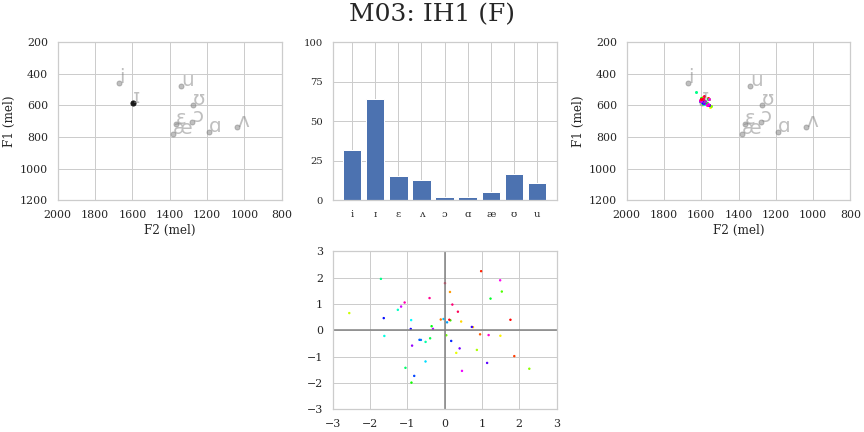 M03: IH1 (F)
200
400
600
800
1000
1200
2000 1800 1600 1400 1200 1000 800
F1 (mel)
F2 (mel)
i
u
ɪ
ʊ
ɛ
ɔ
æ
ɑ
ʌ
100
75
50
25
0
i ɪ ɛ ʌ ɔ ɑ æ ʊ u
200
400
600
800
1000
1200
2000 1800 1600 1400 1200 1000 800
F1 (mel)
F2 (mel)
i
u
ʊ
ɛ
ɔ
æ
ɑ
ʌ
3
2
1
0
−1
−2
−3
−3 −2 −1 0 1 2 3